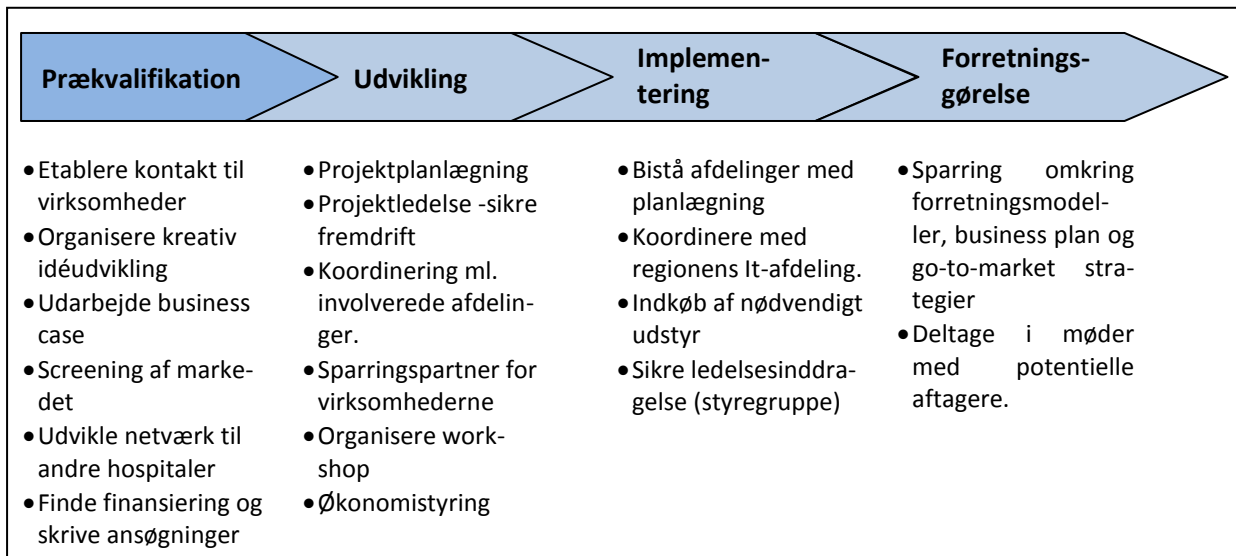 Prækvalifikation
Udvikling
Implemen-
tering
Forretnings-
gørelse
•Etablere kontakt til
virksomheder
•Organisere kreativ
idéudvikling
•Udarbejde business
case
•Screening af marke-
det
•Udvikle netværk til
andre hospitaler
•Finde finansiering og
skrive ansøgninger
•Projektplanlægning
•Projektledelse -sikre
fremdrift
•Koordinering ml.
involverede afdelin-
ger.
•Sparringspartner for
virksomhederne
•Organisere work-
shop
•Økonomistyring
•Bistå afdelinger med
planlægning
•Koordinere med
regionens It-afdeling.
•Indkøb af nødvendigt
udstyr
•Sikre ledelsesinddra-
gelse (styregruppe)
•Sparring omkring
forretningsmodel-
ler, business plan og
go-to-market stra-
tegier
•Deltage i møder
med potentielle
aftagere.